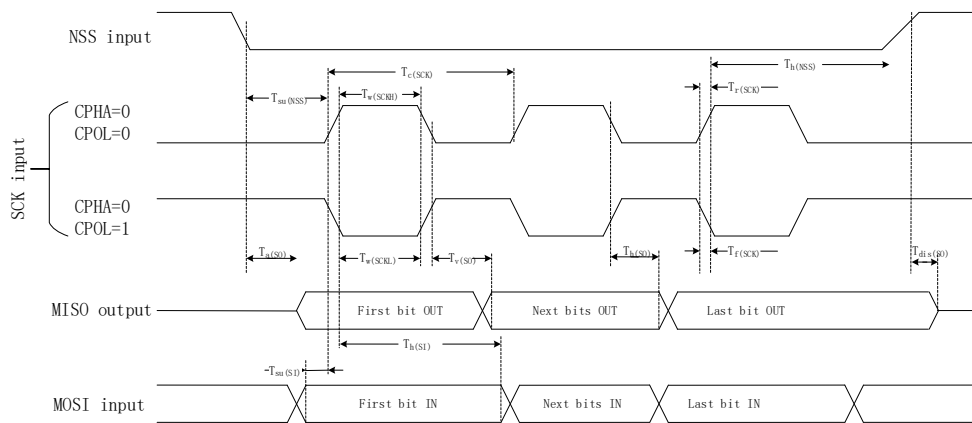 NSS input
Tc(SCK)
Th(NSS)
Tsu(NSS)
Tw(SCKH)
Tr(SCK)
SCK input
CPHA=0
CPOL=0
CPHA=0
CPOL=1
Ta(SO)
Tw(SCKL)
Tv(SO)
Th(SO)
Tf(SCK)
Tdis(SO)
MISO output
First bit OUT
Next bits OUT
Last bit OUT
Th(SI)
Tsu(SI)
MOSI input
First bit IN
Next bits IN
Last bit IN